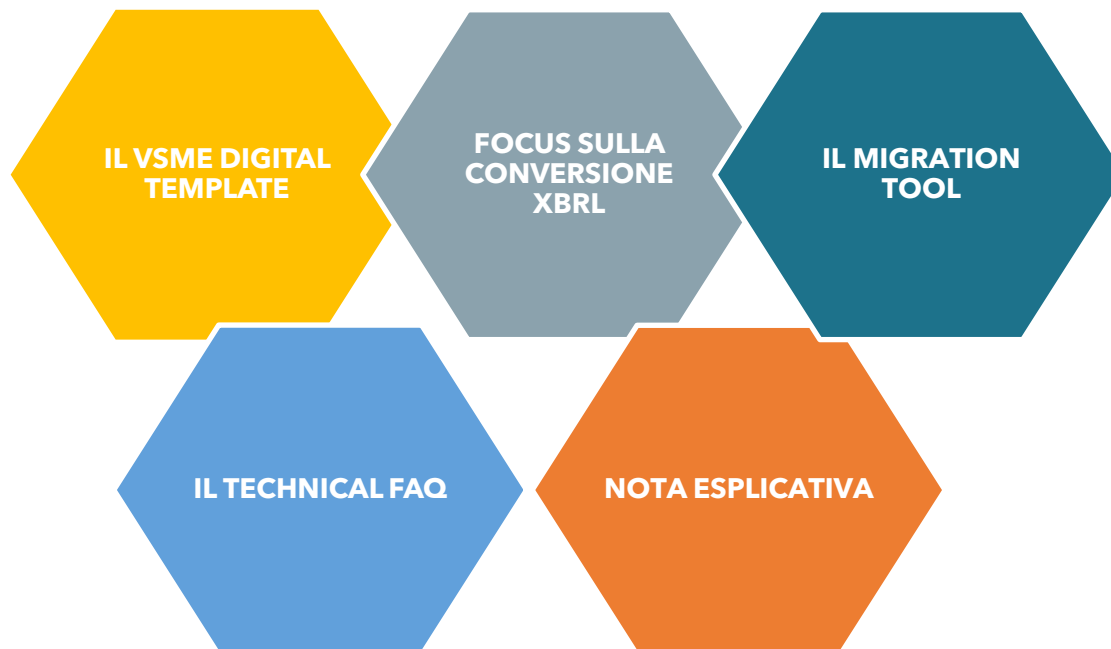 IL VSME DIGITAL
TEMPLATE
FOCUS SULLA
CONVERSIONE
XBRL
IL MIGRATION
TOOL
IL TECHNICAL FAQ
NOTA ESPLICATIVA